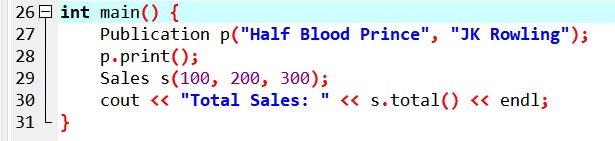 26 int main() {
27 Publication p("Half Blood Prince", "JK Rowling");
28 p.print();
29 Sales s(100, 200, 300);
30 cout << "Total Sales: " << s.total() << endl;
31 }